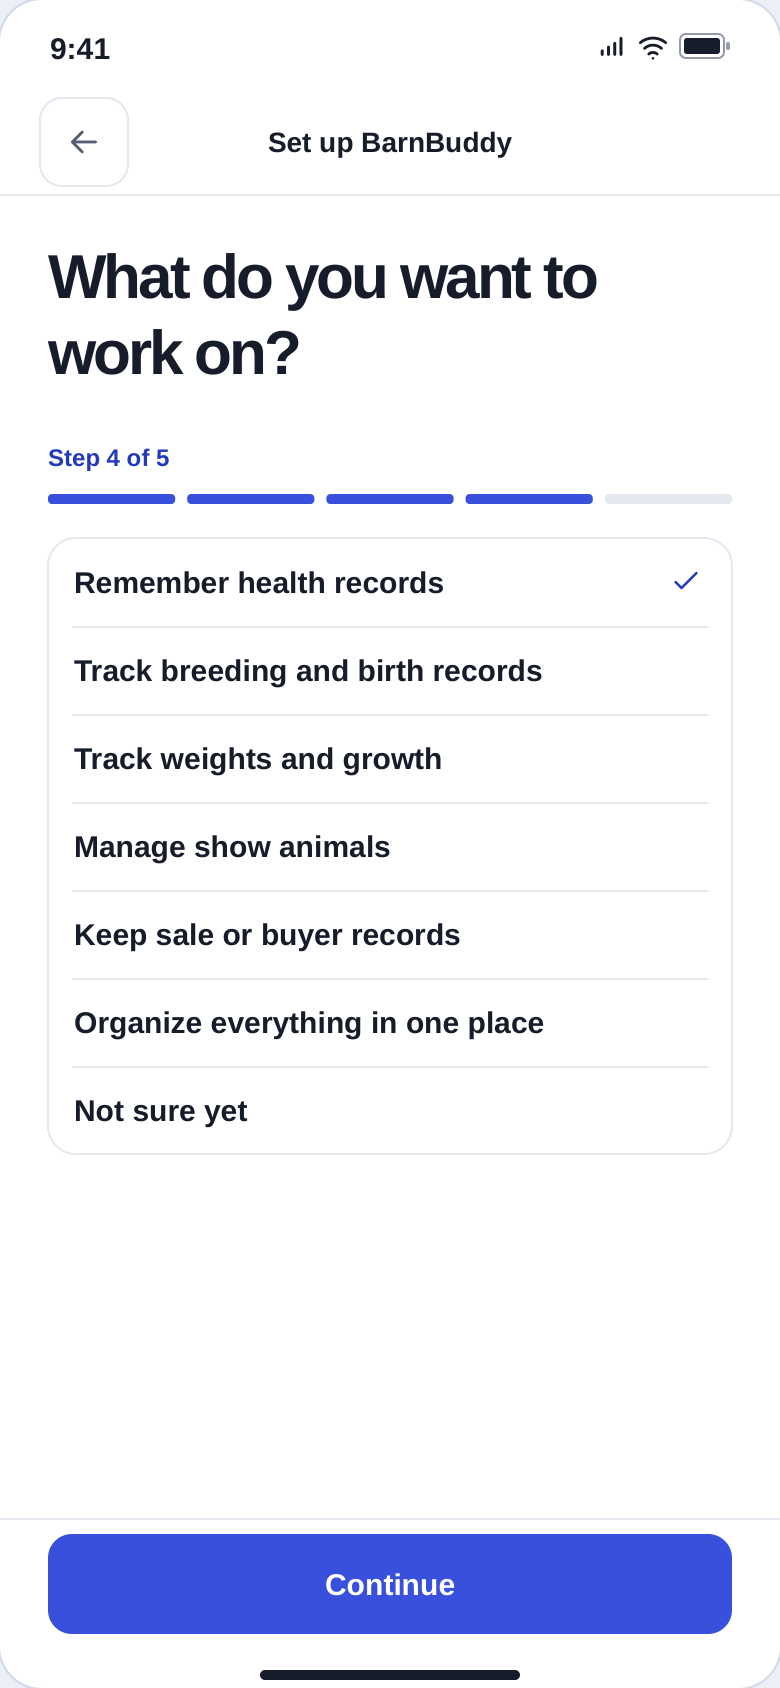 9:41
Set up BarnBuddy
What do you want to
work on?
Step 4 of 5
Remember health records
Track breeding and birth records
Track weights and growth
Manage show animals
Keep sale or buyer records
Organize everything in one place
Not sure yet
Continue